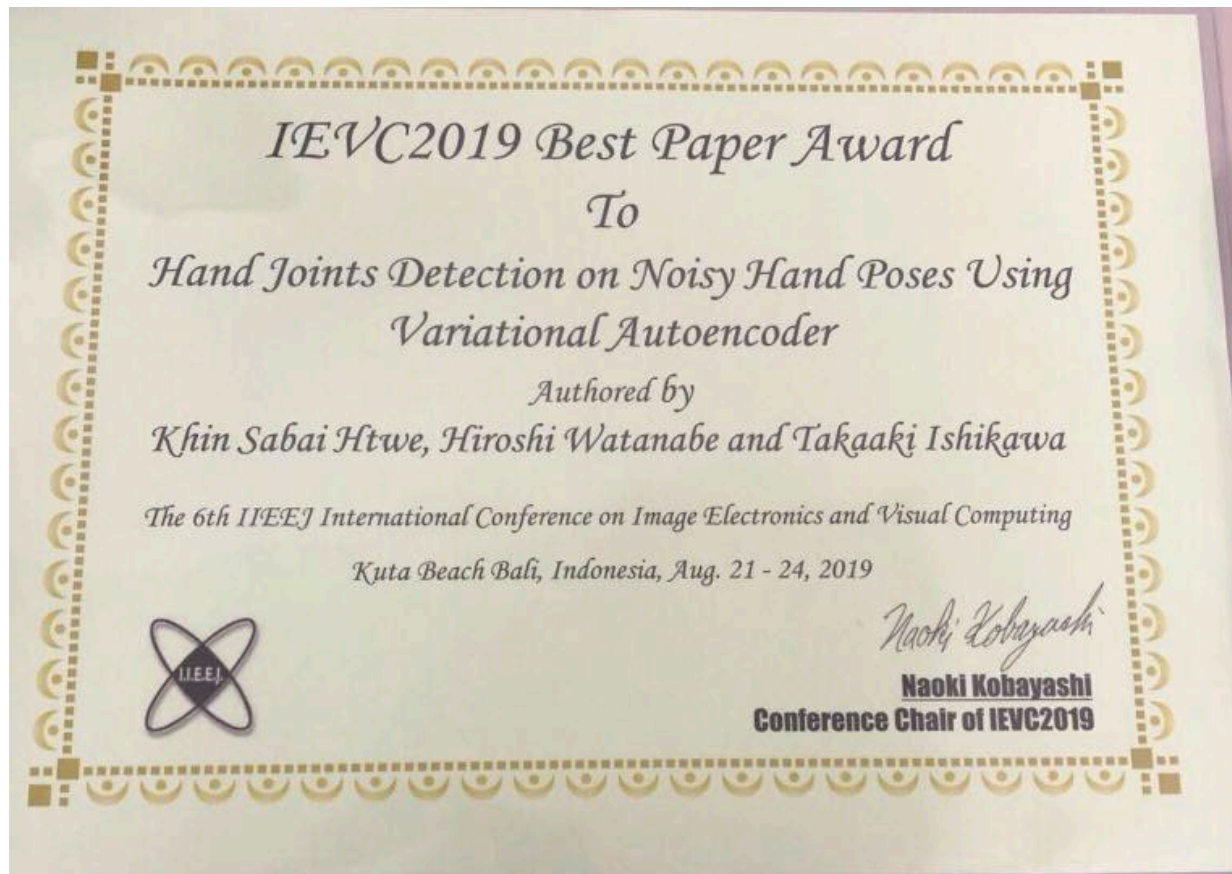 IEVC2019 Best Paper Award
To
Hand Joints Detection on Noisy Hand Poses Using
Variational Autoencoder
Authored by
Khin Sabai Htwe, Hiroshi Watanabe and Takaaki Ishikawa
The 6th IIEEJ International Conference on Image Electronics and Visual Computing
Kuta Beach Bali, Indonesia, Aug. 21 - 24, 2019
Naoki Kobayashi
I.I.E.E.J.
Naoki Kobayashi
Conference Chair of IEVC2019